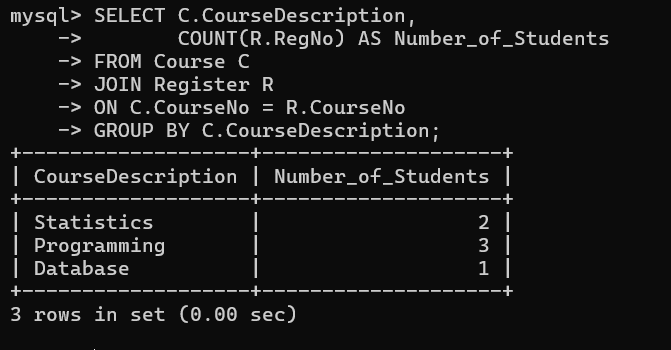 mysql> SELECT C.CourseDescription,
    ->        COUNT(R.RegNo) AS Number_of_Students
    -> FROM Course C
    -> JOIN Register R
    -> ON C.CourseNo = R.CourseNo
    -> GROUP BY C.CourseDescription;
+-------------------+--------------------+
| CourseDescription | Number_of_Students |
+-------------------+--------------------+
| Statistics        |                  2 |
| Programming       |                  3 |
| Database          |                  1 |
+-------------------+--------------------+
3 rows in set (0.00 sec)